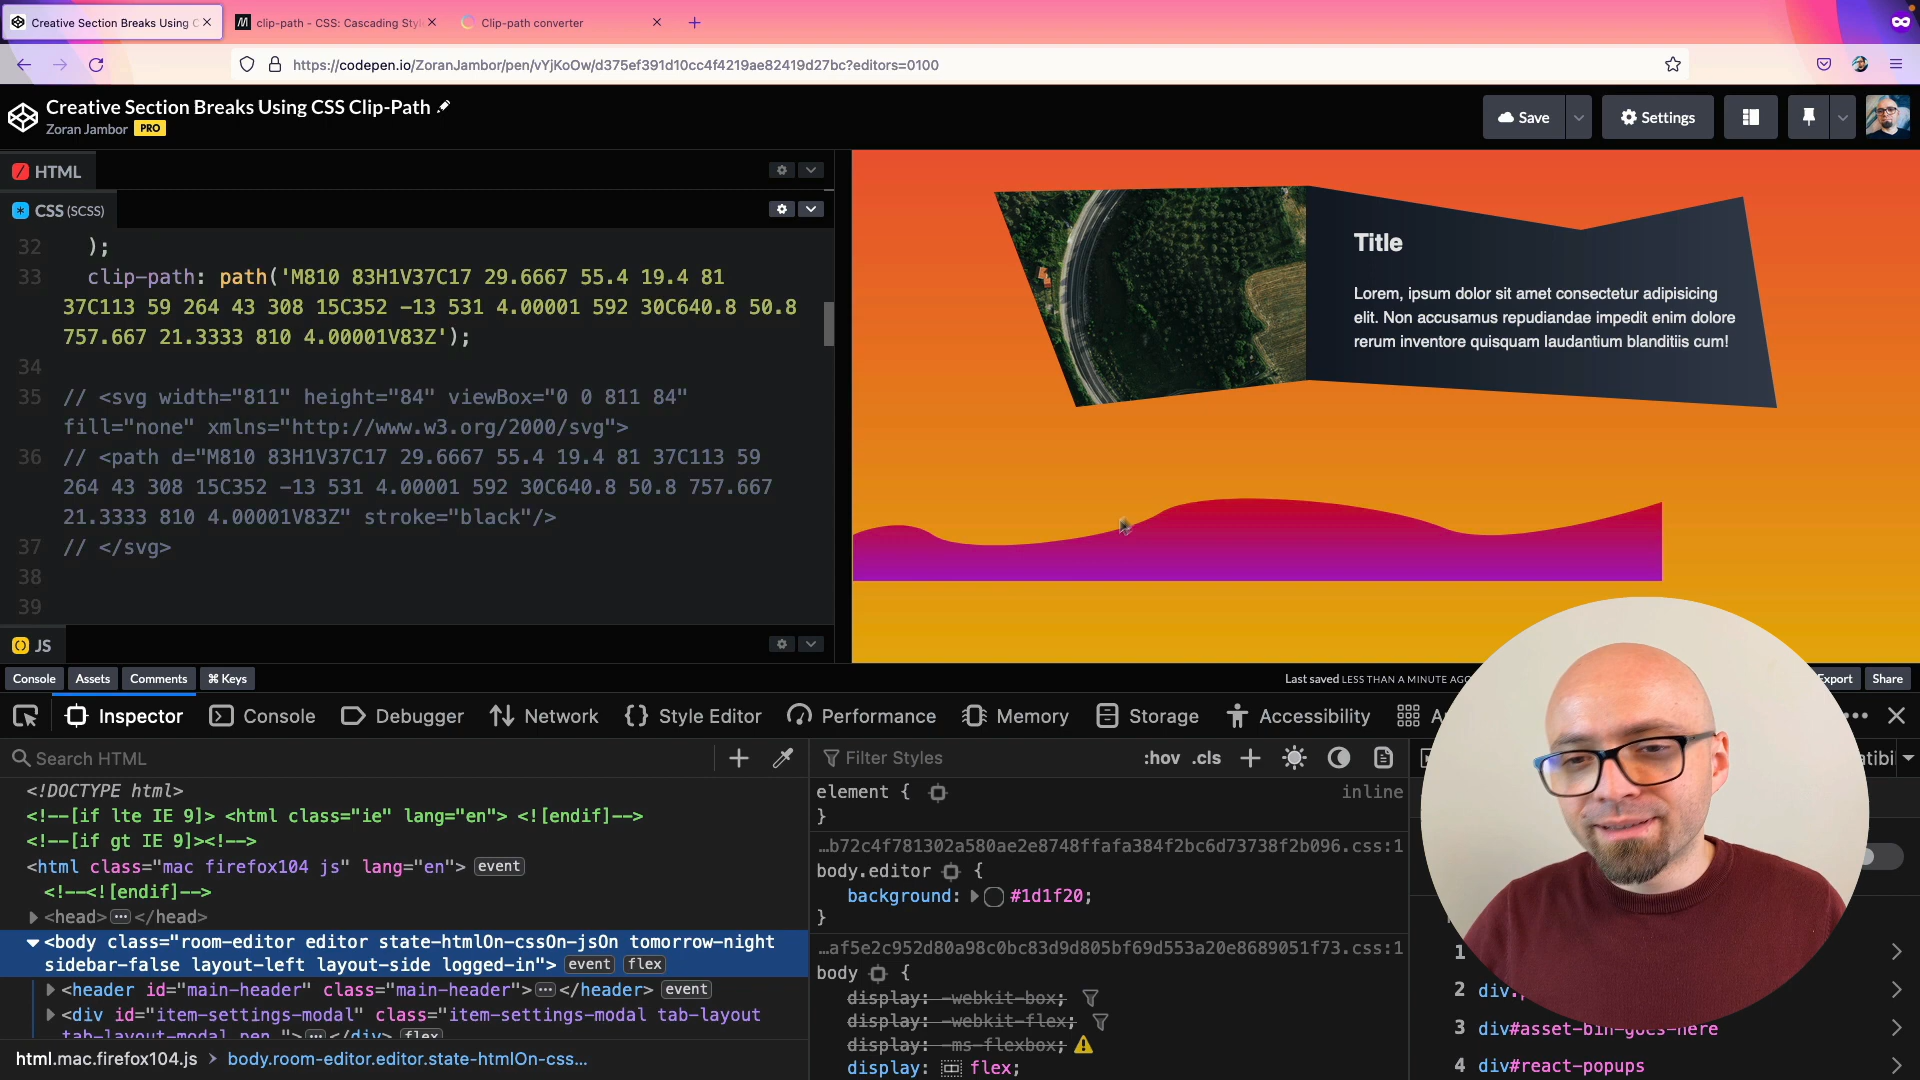 Creative Section Breaks Using C
clip-path - CSS: Cascading Styl
Clip-path converter
https://codepen.io/ZoranJambor/pen/vYjKoOw/d375ef391d10cc4f4219ae82419d27bc?editors=0100
Creative Section Breaks Using CSS Clip-Path
Zoran Jambor PRO
Save
Settings
HTML
CSS (SCSS)
32 );
33 clip-path: path('M810 83H1V37C17 29.6667 55.4 19.4 81
37C113 59 264 43 308 15C352 -13 531 4.00001 592 30C640.8 50.8
757.667 21.3333 810 4.00001V83Z');
34
35 // <svg width="811" height="84" viewBox="0 0 811 84"
fill="none" xmlns="http://www.w3.org/2000/svg">
36 // <path d="M810 83H1V37C17 29.6667 55.4 19.4 81 37C113 59
264 43 308 15C352 -13 531 4.00001 592 30C640.8 50.8 757.667
21.3333 810 4.00001V83Z" stroke="black"/>
37 // </svg>
38
39
JS
Title
Lorem, ipsum dolor sit amet consectetur adipisicing
elit. Non accusamus repudiandae impedit enim dolore
rerum inventore quisquam laudantium blanditiis cum!
Console
Assets
Comments
⌘ Keys
Last saved LESS THAN A MINUTE AGO
Export
Share
Inspector
Console
Debugger
Network
Style Editor
Performance
Memory
Storage
Accessibility
Search HTML
Filter Styles
:hov .cls
<!DOCTYPE html>
<!--[if lte IE 9]> <html class="ie" lang="en"> <![endif]-->
<!--[if gt IE 9]><!-->
<html class="mac firefox104 js" lang="en"> event
<!--<![endif]-->
<head>…</head>
<body class="room-editor editor state-htmlOn-cssOn-jsOn tomorrow-night
sidebar-false layout-left layout-side logged-in"> event flex
<header id="main-header" class="main-header">…</header> event
<div id="item-settings-modal" class="item-settings-modal tab-layout
tab-layout-modal pen ">…</div> flex
html.mac.firefox104.js > body.room-editor.editor.state-htmlOn-css...
element {
inline
}
…b72c4f781302a580ae2e8748ffafa384f2bc6d73738f2b096.css:1
body.editor {
background: #1d1f20;
}
…af5e2c952d80a98c0bc83d9d805bf69d553a20e8689051f73.css:1
body {
display: -webkit-box;
display: -webkit-flex;
display: -ms-flexbox;
display: flex;
1
2 div.
3 div#asset-bin-goes-here
4 div#react-popups